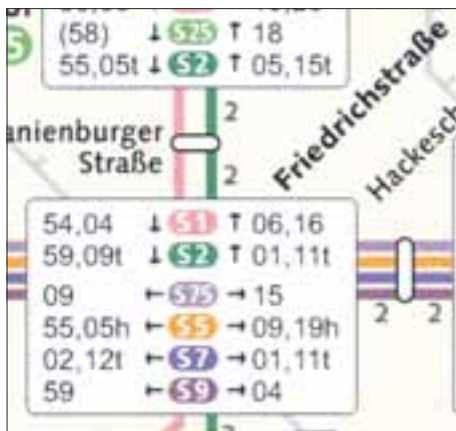 (58) ↓ S25 ↑ 18
55,05t ↓ S2 ↑ 05,15t
2
anienburger
Straße
2
Friedrichstraße
Hackesch
54,04 ↓ S1 ↑ 06,16
59,09t ↓ S2 ↑ 01,11t
09 ← S75 → 15
55,05h ← S5 → 09,19h
02,12t ← S7 → 01,11t
59 ← S9 → 04
2 2